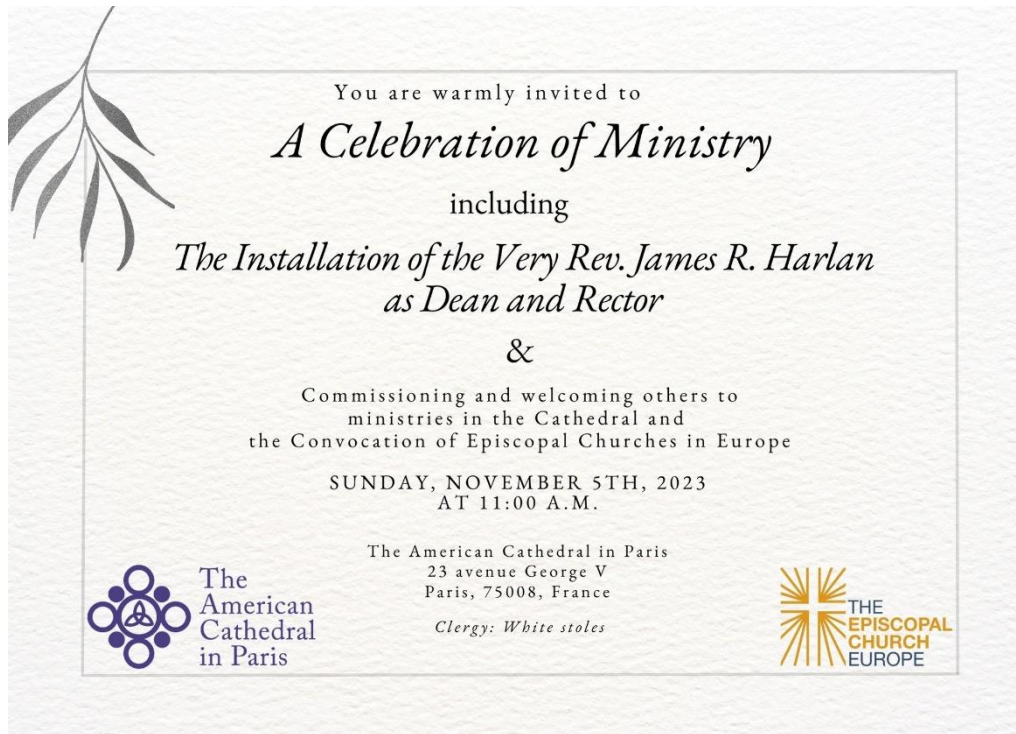 You are warmly invited to
A Celebration of Ministry
including
The Installation of the Very Rev. James R. Harlan
as Dean and Rector
&
Commissioning and welcoming others to
ministries in the Cathedral and
the Convocation of Episcopal Churches in Europe
SUNDAY, NOVEMBER 5TH, 2023
AT 11:00 A.M.
The American Cathedral in Paris
23 avenue George V
Paris, 75008, France
Clergy: White stoles
The
American
Cathedral
in Paris
THE
EPISCOPAL
CHURCH
EUROPE